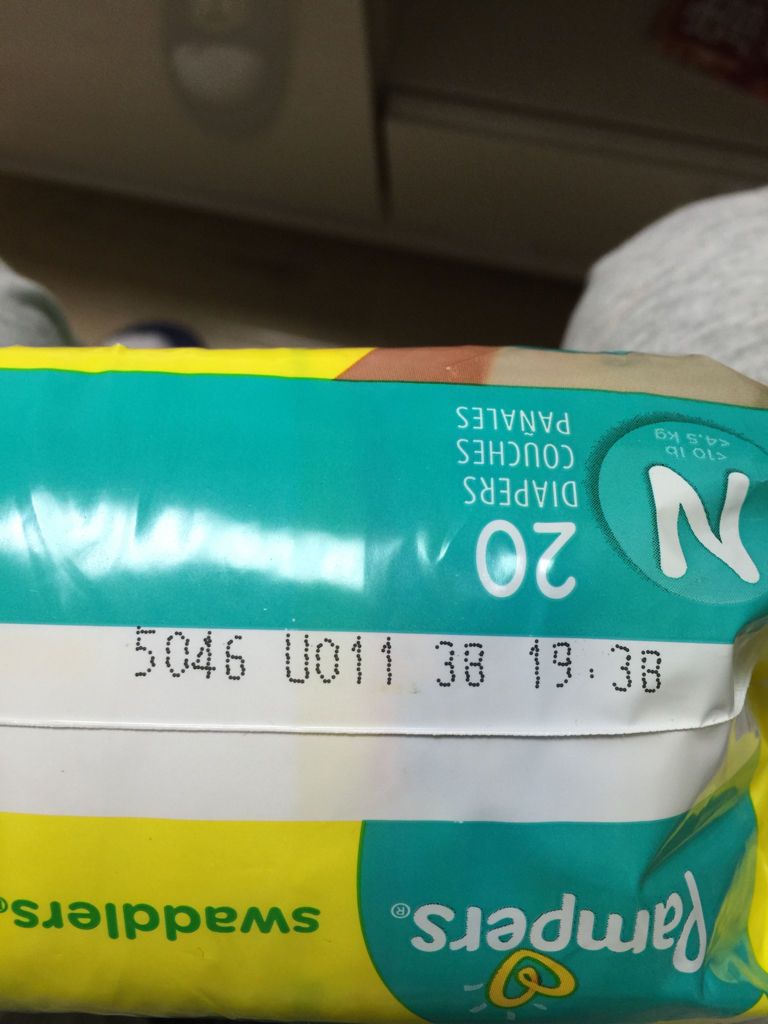 5046 U011 38 19:38
Pampers®
swaddlers®
20
DIAPERS
COUCHES
PAÑALES
N
<10 lb
<4.5 kg